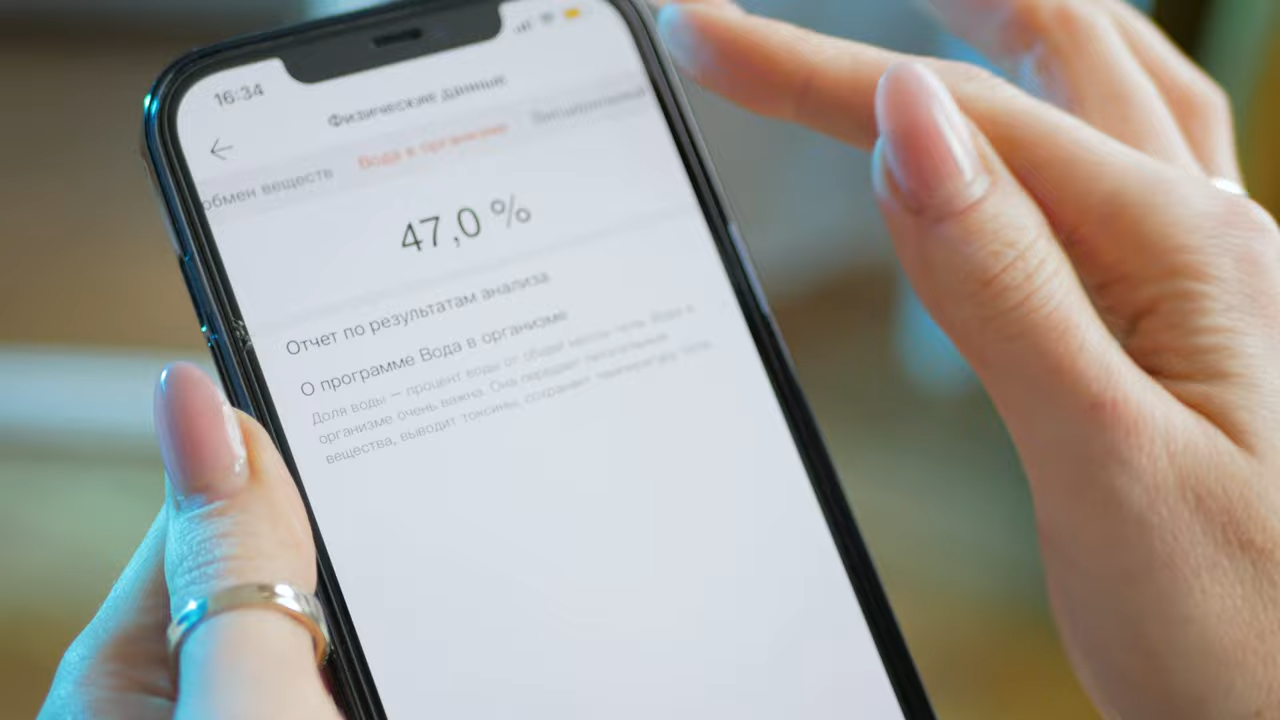 16:34
Физические данные
обмен веществ Вода в организме Висцеральный
47,0 %
Отчет по результатам анализа
О программе Вода в организме
Доля воды — процент воды от общей массы тела. Вода в
организме очень важна. Она передает питательные
вещества, выводит токсины, сохраняет температуру тела.